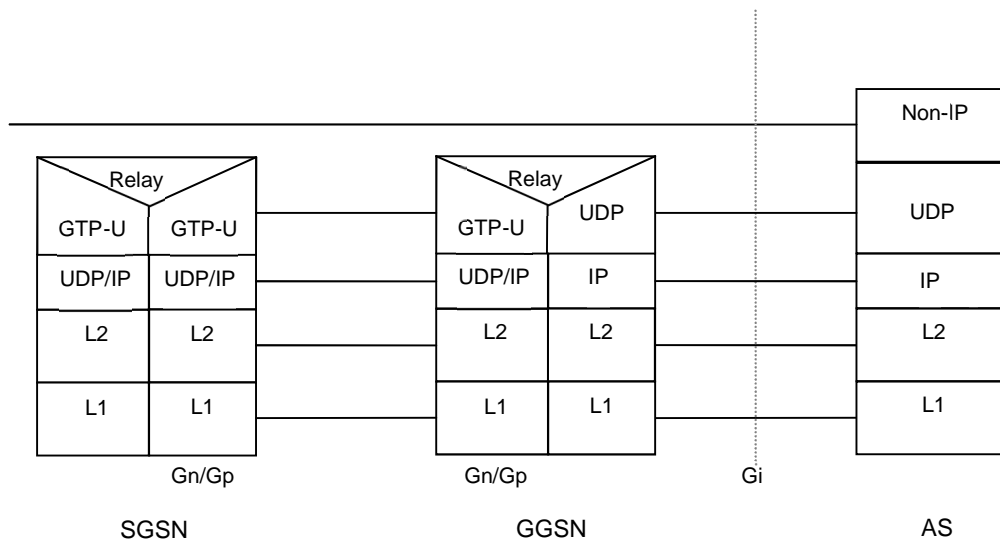 Non-IP
Relay
Relay
GTP-U GTP-U
GTP-U UDP
UDP
UDP/IP UDP/IP
UDP/IP IP
IP
L2 L2
L2 L2
L2
L1 L1
L1 L1
L1
Gn/Gp
Gn/Gp
Gi
SGSN
GGSN
AS